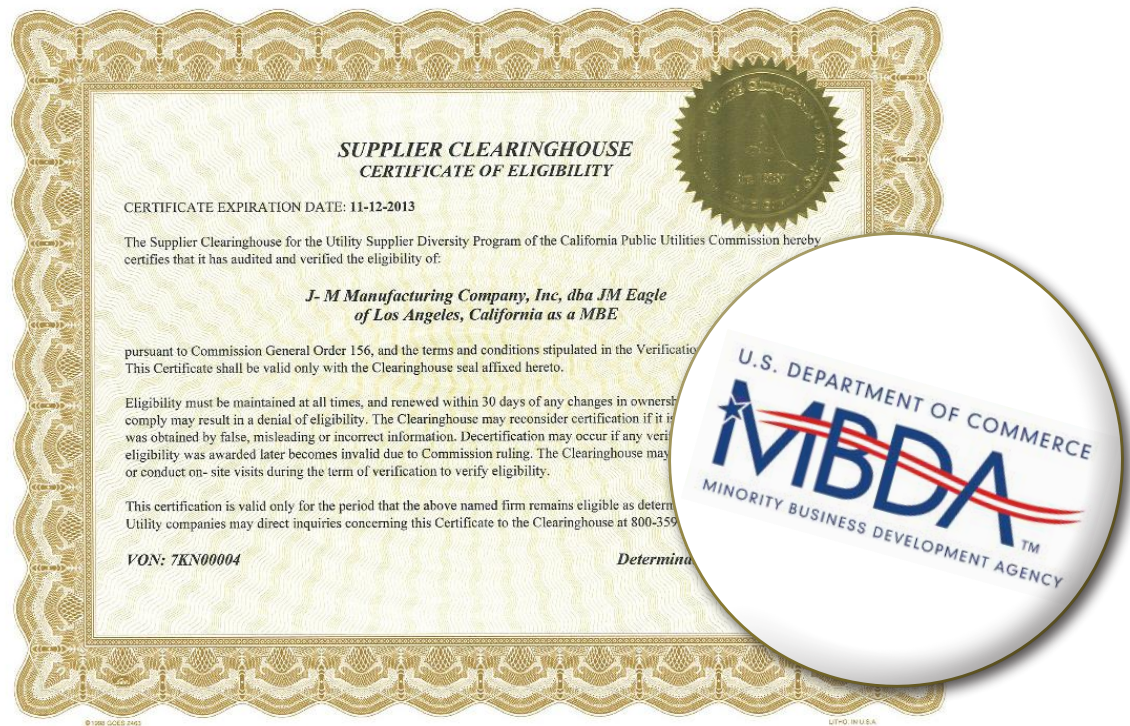 SUPPLIER CLEARINGHOUSE
CERTIFICATE OF ELIGIBILITY
CERTIFICATE EXPIRATION DATE: 11-12-2013
The Supplier Clearinghouse for the Utility Supplier Diversity Program of the California Public Utilities Commission hereby
certifies that it has audited and verified the eligibility of:
J- M Manufacturing Company, Inc, dba JM Eagle
of Los Angeles, California as a MBE
pursuant to Commission General Order 156, and the terms and conditions stipulated in the Verificatio
This Certificate shall be valid only with the Clearinghouse seal affixed hereto.
Eligibility must be maintained at all times, and renewed within 30 days of any changes in ownersh
comply may result in a denial of eligibility. The Clearinghouse may reconsider certification if it is
was obtained by false, misleading or incorrect information. Decertification may occur if any veri
eligibility was awarded later becomes invalid due to Commission ruling. The Clearinghouse may
or conduct on- site visits during the term of verification to verify eligibility.
This certification is valid only for the period that the above named firm remains eligible as determ
Utility companies may direct inquiries concerning this Certificate to the Clearinghouse at 800-359
VON: 7KN00004
Determina
U.S. DEPARTMENT OF COMMERCE
MBDA
TM
MINORITY BUSINESS DEVELOPMENT AGENCY
© 1998 GOES 3463
LITHO. IN U.S.A.